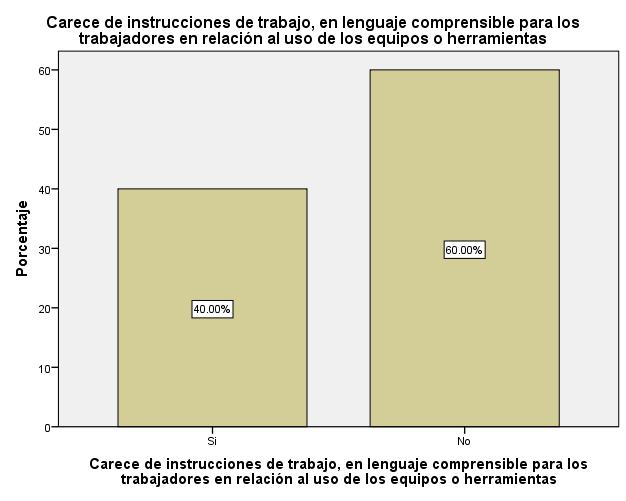 Carece de instrucciones de trabajo, en lenguaje comprensible para los
trabajadores en relación al uso de los equipos o herramientas
60
50
40
30
20
10
0
Porcentaje
40.00%
60.00%
Si
No
Carece de instrucciones de trabajo, en lenguaje comprensible para los
trabajadores en relación al uso de los equipos o herramientas